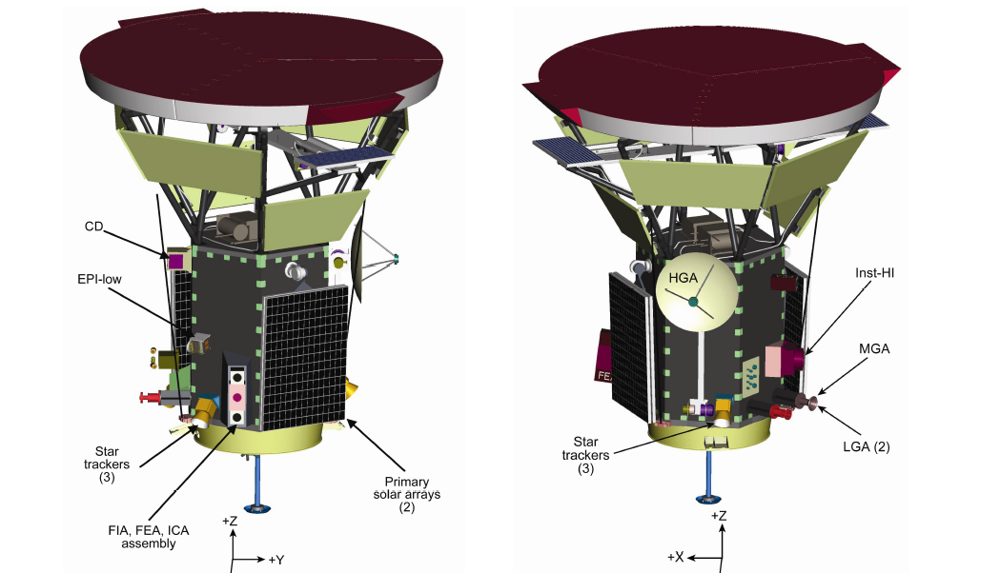 CD
EPI-low
Star
trackers
(3)
FIA, FEA, ICA
assembly
Primary
solar arrays
(2)
+Z
+Y
HGA
Inst-HI
MGA
LGA (2)
FEA
Star
trackers
(3)
+Z
+X